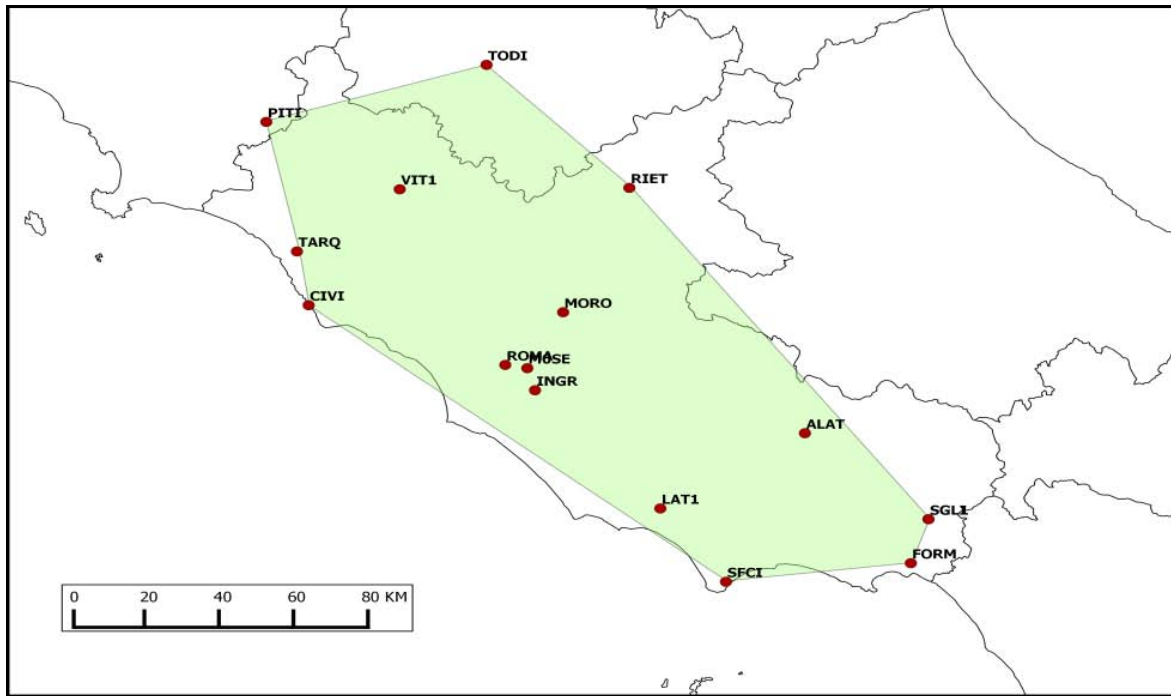 TODI
PITI
VIT1
RIET
TARQ
CIVI
MORO
ROMA
M0SE
INGR
ALAT
LAT1
SGL1
FORM
SFCI
0 20 40 60 80 KM